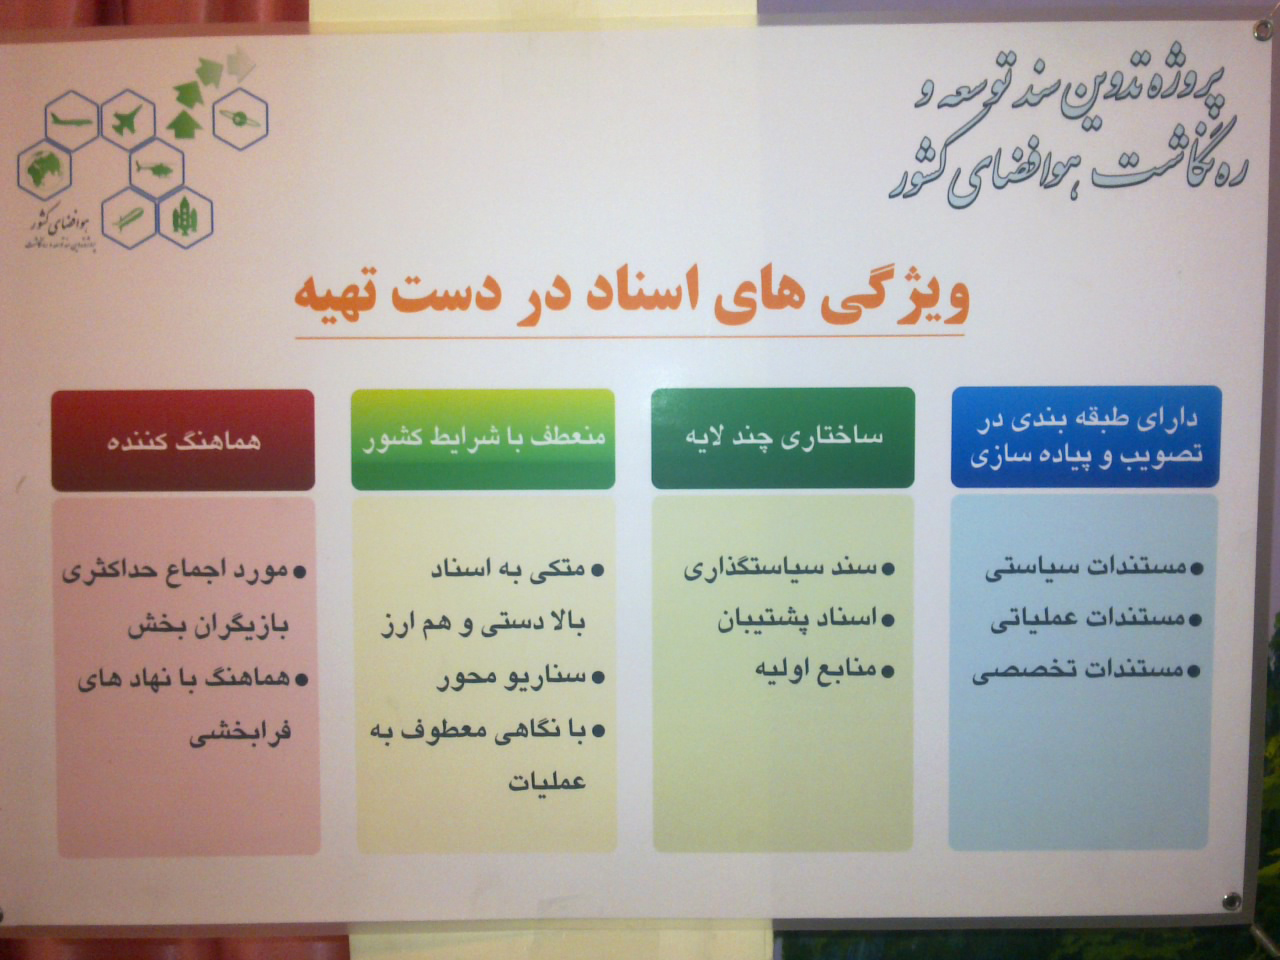 پروژه تدوین سند توسعه و
ره‌نگاشت هوافضای کشور
هوافضای کشور
ویژگی های اسناد در دست تهیه
دارای طبقه بندی در
تصویب و پیاده سازی
●مستندات سیاستی
●مستندات عملیاتی
●مستندات تخصصی
ساختاری چند لایه
●سند سیاستگذاری
●اسناد پشتیبان
●منابع اولیه
منعطف با شرایط کشور
●متکی به اسناد
بالا دستی و هم ارز
●سناریو محور
●با نگاهی معطوف به
عملیات
هماهنگ کننده
●مورد اجماع حداکثری
بازیگران بخش
●هماهنگ با نهاد های
فرابخشی